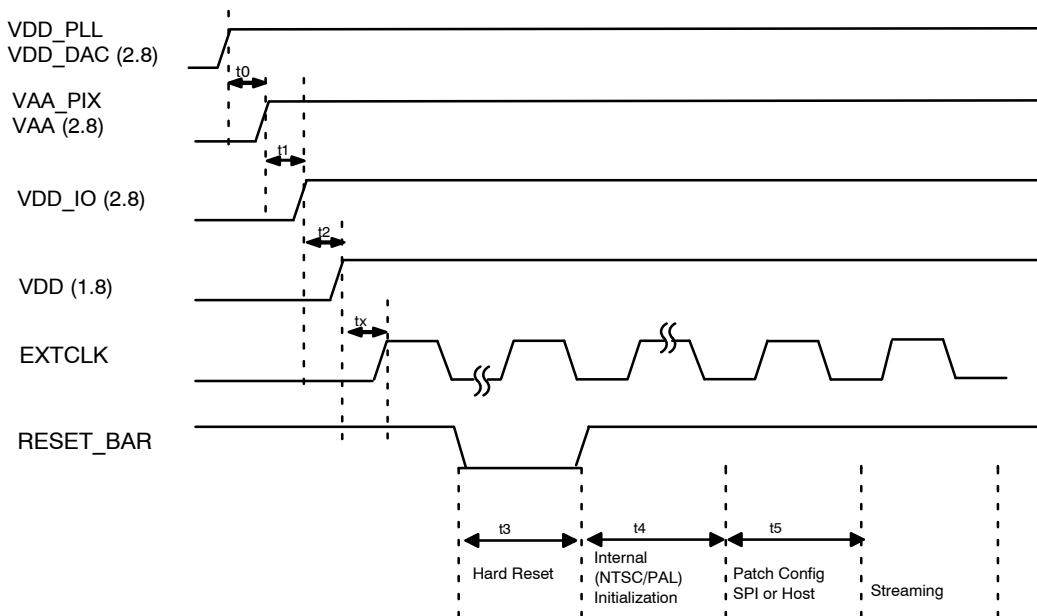 VDD_PLL
VDD_DAC (2.8)
t0
VAA_PIX
VAA (2.8)
t1
VDD_IO (2.8)
t2
VDD (1.8)
tx
EXTCLK
RESET_BAR
t3
t4
t5
Hard Reset
Internal
(NTSC/PAL)
Initialization
Patch Config
SPI or Host
Streaming